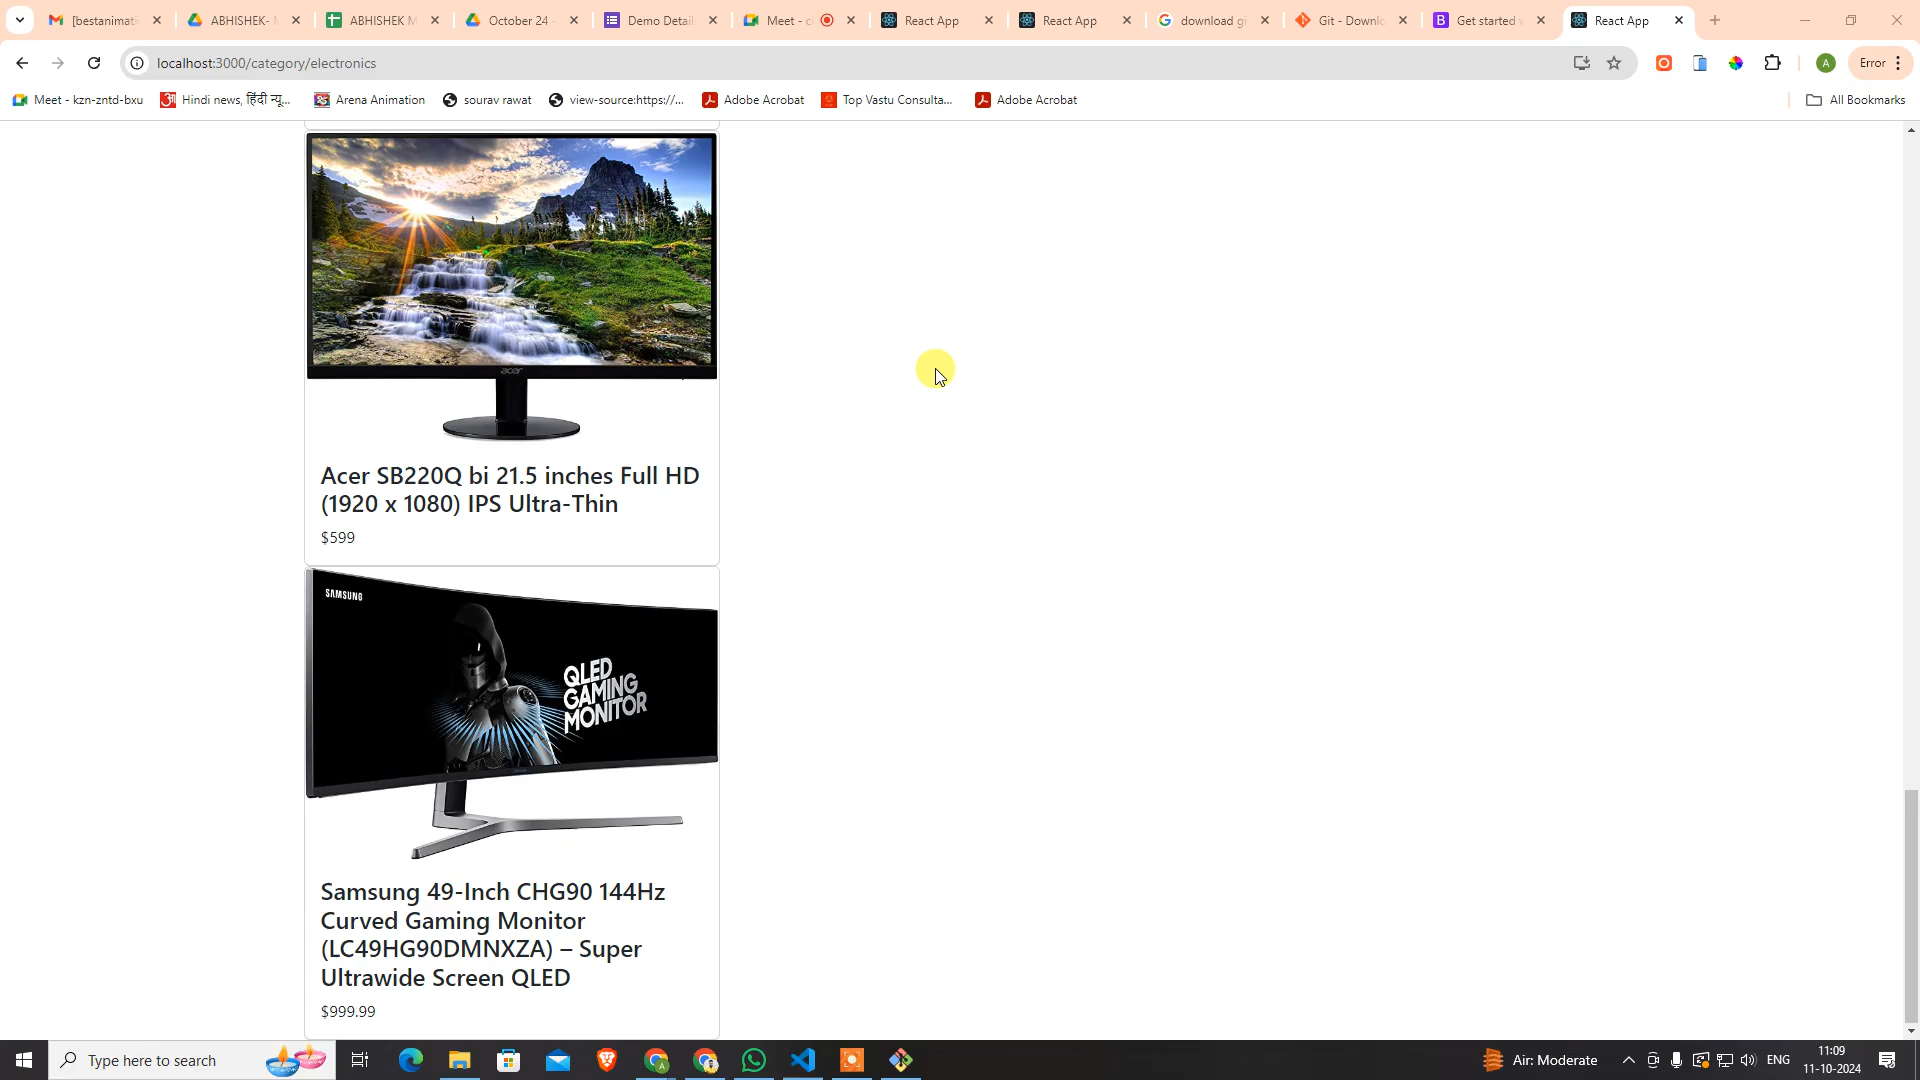 [bestanimati
ABHISHEK- M
ABHISHEK M
October 24 -
Demo Detail
Meet - c
React App
React App
download gi
Git - Downlo
Get started w
React App
localhost:3000/category/electronics
A
Error
Meet - kzn-zntd-bxu
Hindi news, हिंदी न्यू...
Arena Animation
sourav rawat
view-source:https://...
Adobe Acrobat
Top Vastu Consulta...
Adobe Acrobat
All Bookmarks
acer
Acer SB220Q bi 21.5 inches Full HD
(1920 x 1080) IPS Ultra-Thin
$599
SAMSUNG
QLED
GAMING
MONITOR
Samsung 49-Inch CHG90 144Hz
Curved Gaming Monitor
(LC49HG90DMNXZA) – Super
Ultrawide Screen QLED
$999.99
Type here to search
Air: Moderate
ENG
11:09
11-10-2024